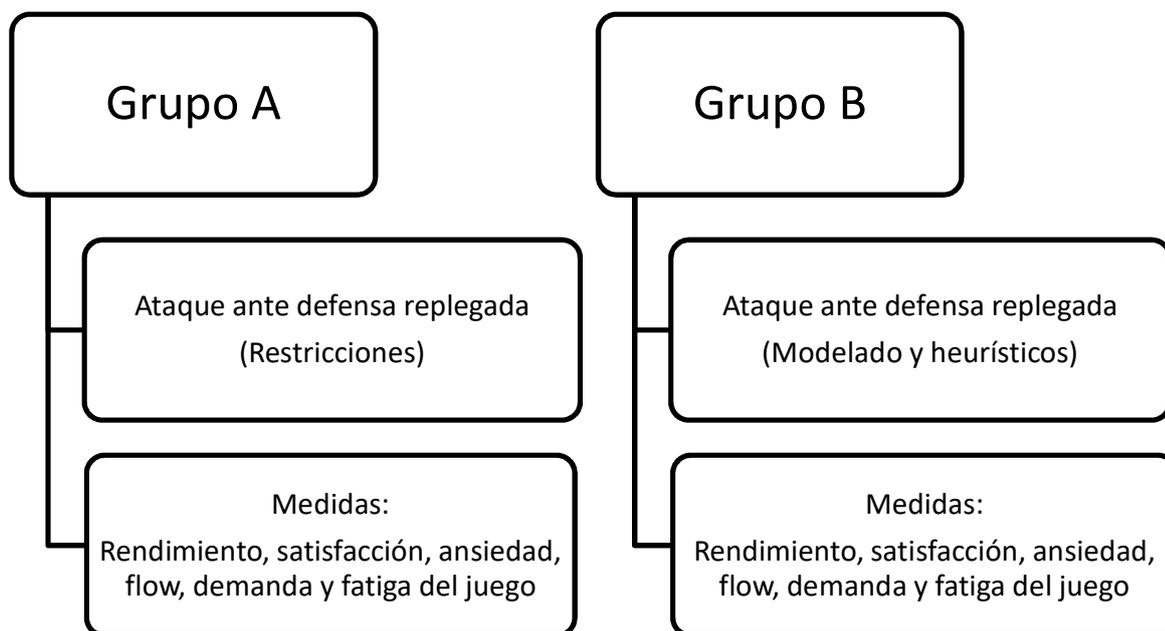 Grupo A
Ataque ante defensa replegada
(Restricciones)
Medidas:
Rendimiento, satisfacción, ansiedad,
flow, demanda y fatiga del juego
Grupo B
Ataque ante defensa replegada
(Modelado y heurísticos)
Medidas:
Rendimiento, satisfacción, ansiedad,
flow, demanda y fatiga del juego